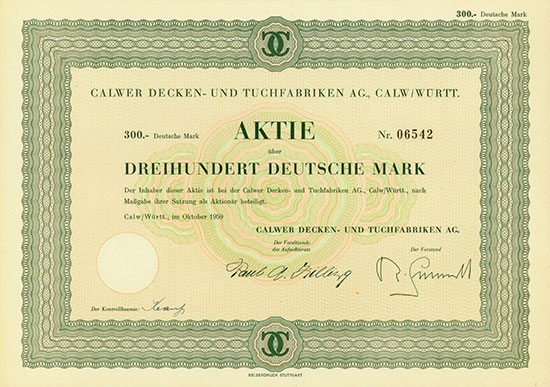 300.- Deutsche Mark
CALWER DECKEN- UND TUCHFABRIKEN AG., CALW/WÜRTT.
300.- Deutsche Mark AKTIE Nr. 06542
über
DREIHUNDERT DEUTSCHE MARK
Der Inhaber dieser Aktie ist bei der Calwer Decken- und Tuchfabriken AG., Calw/Württ., nach
Maßgabe ihrer Satzung als Aktionär beteiligt.
Calw/Württ., im Oktober 1959
CALWER DECKEN- UND TUCHFABRIKEN AG.
Der Vorsitzende
des Aufsichtsrats
Der Vorstand
Der Kontrollbeamte:
REISERDRUCK STUTTGART